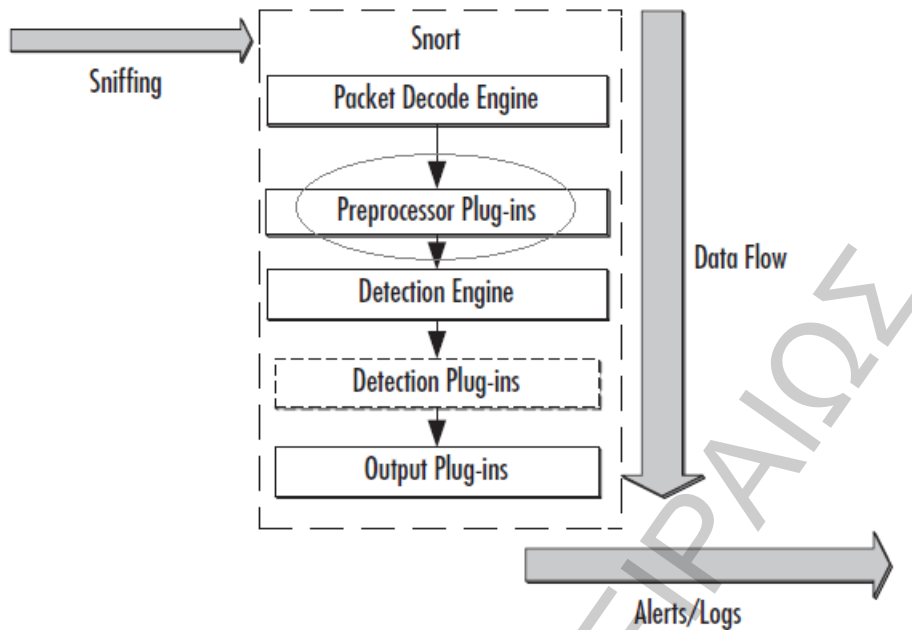 Snort
Sniffing
Packet Decode Engine
Preprocessor Plug-ins
Data Flow
Detection Engine
Detection Plug-ins
Output Plug-ins
Alerts/Logs
ΕΙΡΑΙΩΣ